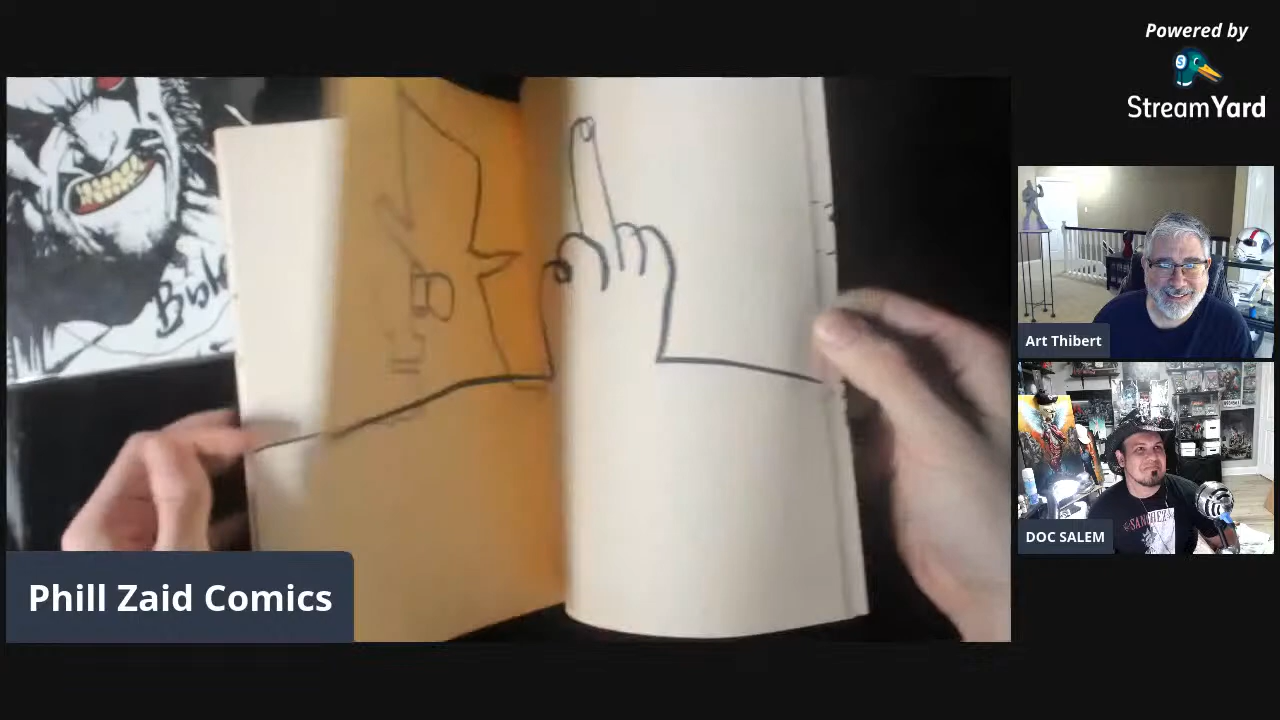 Powered by
StreamYard
Art Thibert
DOC SALEM
Phill Zaid Comics